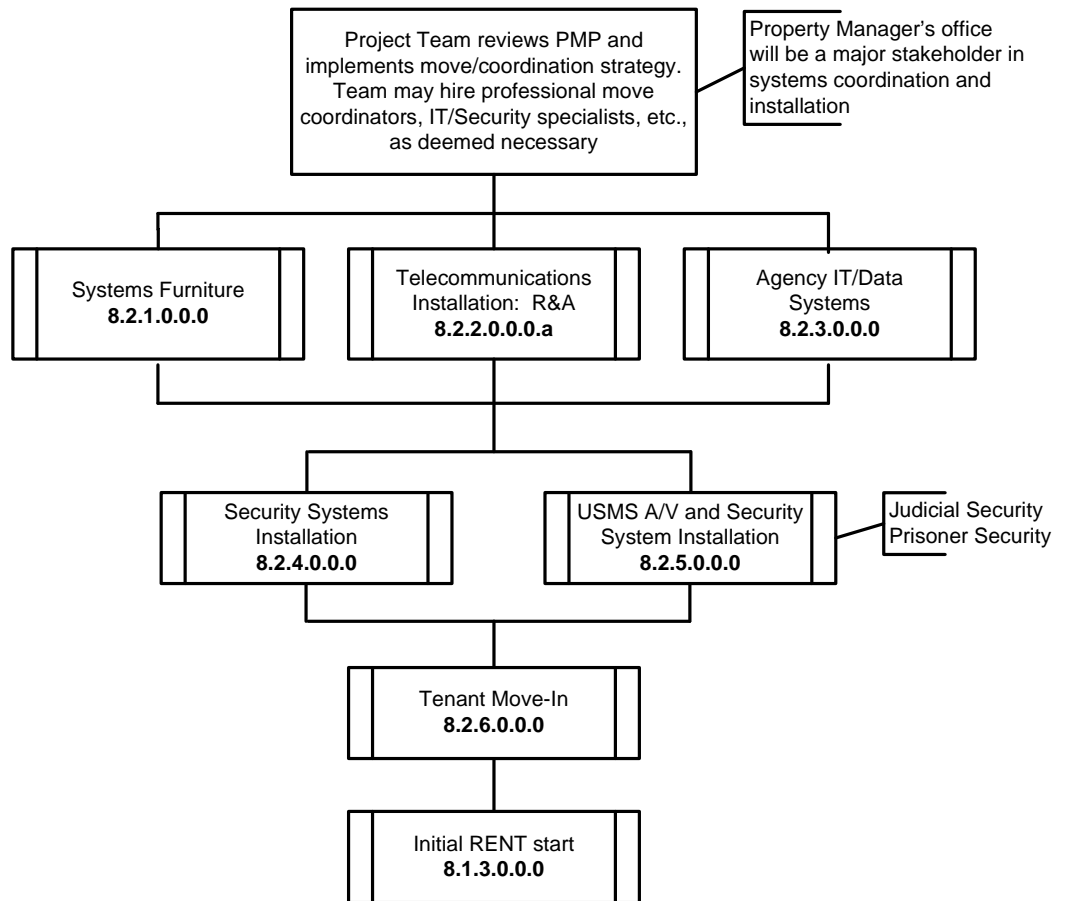 Project Team reviews PMP and
implements move/coordination strategy.
Team may hire professional move
coordinators, IT/Security specialists, etc.,
as deemed necessary
Property Manager’s office
will be a major stakeholder in
systems coordination and
installation
Systems Furniture
8.2.1.0.0.0
Telecommunications
Installation: R&A
8.2.2.0.0.0.a
Agency IT/Data
Systems
8.2.3.0.0.0
Security Systems
Installation
8.2.4.0.0.0
USMS A/V and Security
System Installation
8.2.5.0.0.0
Judicial Security
Prisoner Security
Tenant Move-In
8.2.6.0.0.0
Initial RENT start
8.1.3.0.0.0